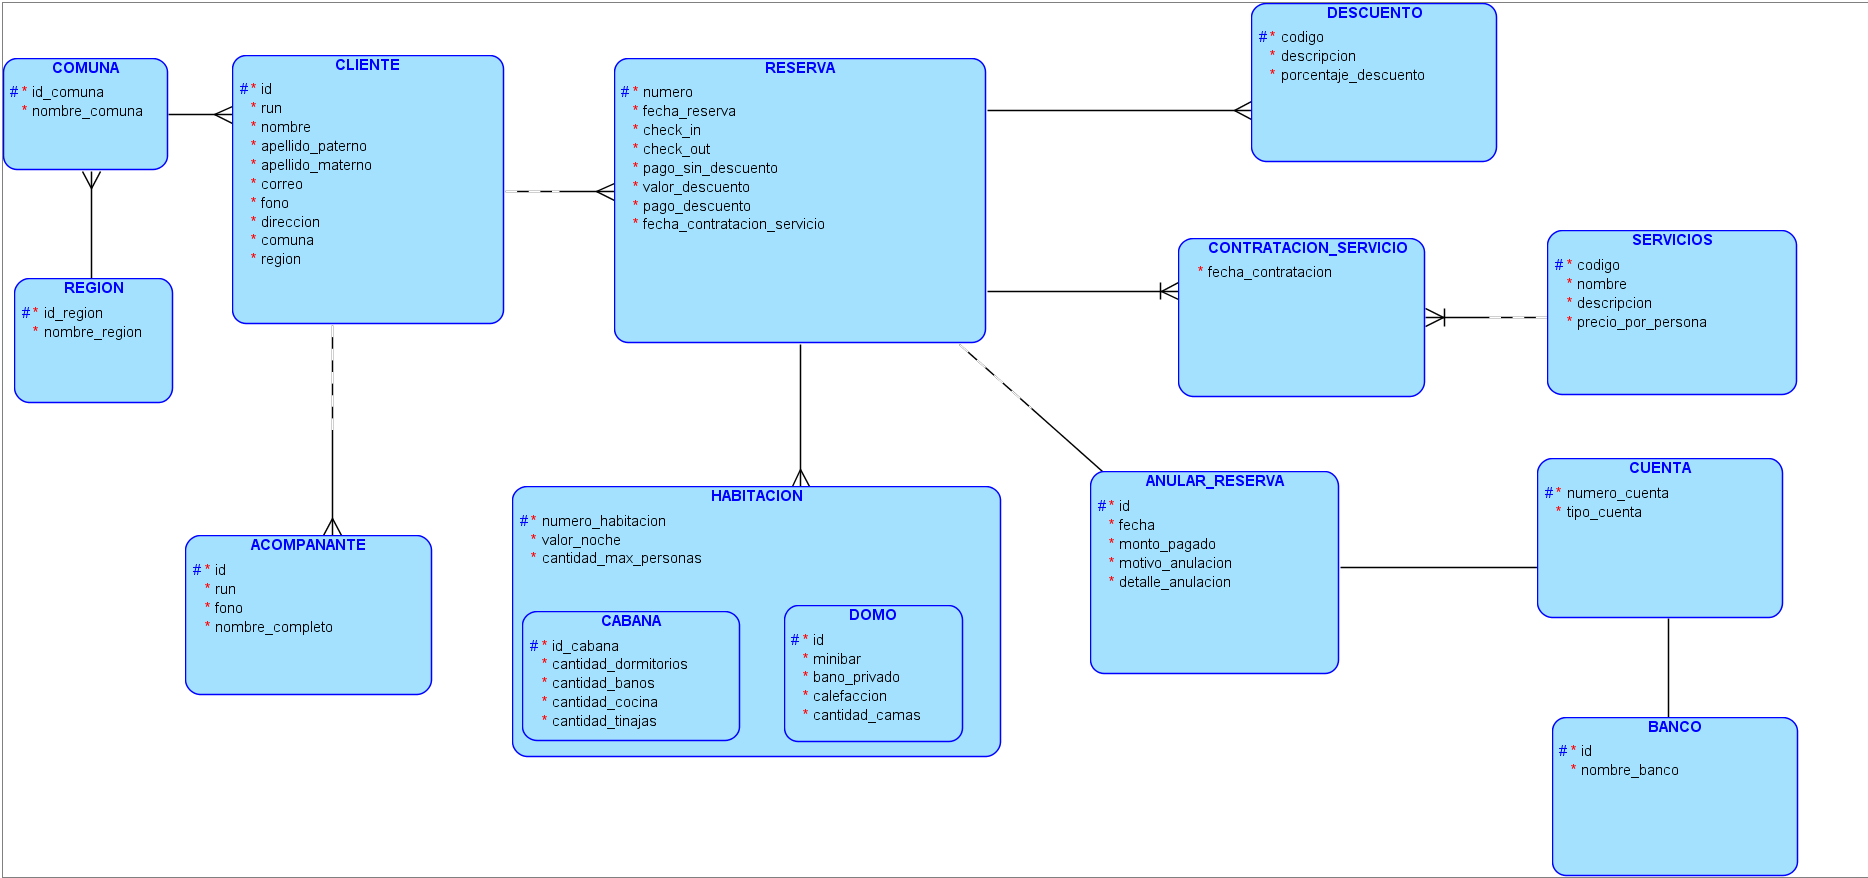 COMUNA
#* id_comuna
* nombre_comuna
CLIENTE
#* id
* run
* nombre
* apellido_paterno
* apellido_materno
* correo
* fono
* direccion
* comuna
* region
RESERVA
#* numero
* fecha_reserva
* check_in
* check_out
* pago_sin_descuento
* valor_descuento
* pago_descuento
* fecha_contratacion_servicio
DESCUENTO
#* codigo
* descripcion
* porcentaje_descuento
CONTRATACION_SERVICIO
* fecha_contratacion
SERVICIOS
#* codigo
* nombre
* descripcion
* precio_por_persona
REGION
#* id_region
* nombre_region
ACOMPANANTE
#* id
* run
* fono
* nombre_completo
HABITACION
#* numero_habitacion
* valor_noche
* cantidad_max_personas
CABANA
#* id_cabana
* cantidad_dormitorios
* cantidad_banos
* cantidad_cocina
* cantidad_tinajas
DOMO
#* id
* minibar
* bano_privado
* calefaccion
* cantidad_camas
ANULAR_RESERVA
#* id
* fecha
* monto_pagado
* motivo_anulacion
* detalle_anulacion
CUENTA
#* numero_cuenta
* tipo_cuenta
BANCO
#* id
* nombre_banco